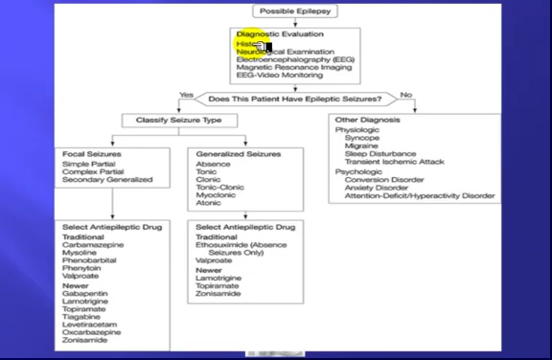 Possible Epilepsy
Diagnostic Evaluation
Neurological Examination
Electroencephalography (EEG)
Magnetic Resonance Imaging
EEG-Video Monitoring
Yes
Does This Patient Have Epileptic Seizures?
No
Classify Seizure Type
Focal Seizures
Simple Partial
Complex Partial
Secondary Generalized
Generalized Seizures
Absence
Tonic
Clonic
Tonic-Clonic
Myoclonic
Atonic
Other Diagnosis
Physiologic
Syncope
Migraine
Sleep Disturbance
Transient Ischemic Attack
Psychologic
Conversion Disorder
Anxiety Disorder
Attention-Deficit/Hyperactivity Disorder
Select Antiepileptic Drug
Traditional
Carbamazepine
Mysoline
Phenobarbital
Phenytoin
Valproate
Newer
Gabapentin
Lamotrigine
Topiramate
Tiagabine
Levetiracetam
Oxcarbazepine
Zonisamide
Select Antiepileptic Drug
Traditional
Ethosuximide (Absence
Seizures Only)
Valproate
Newer
Lamotrigine
Topiramate
Zonisamide